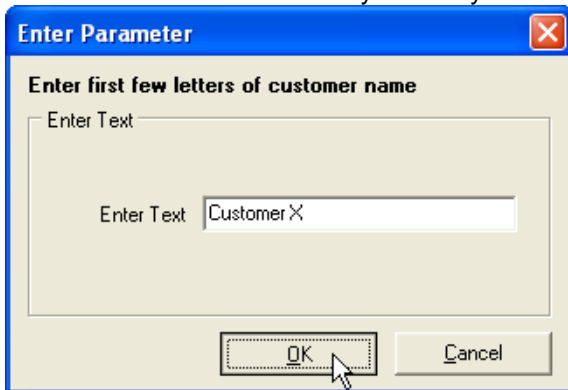 Enter Parameter
Enter first few letters of customer name
Enter Text
Enter Text Customer X
OK Cancel